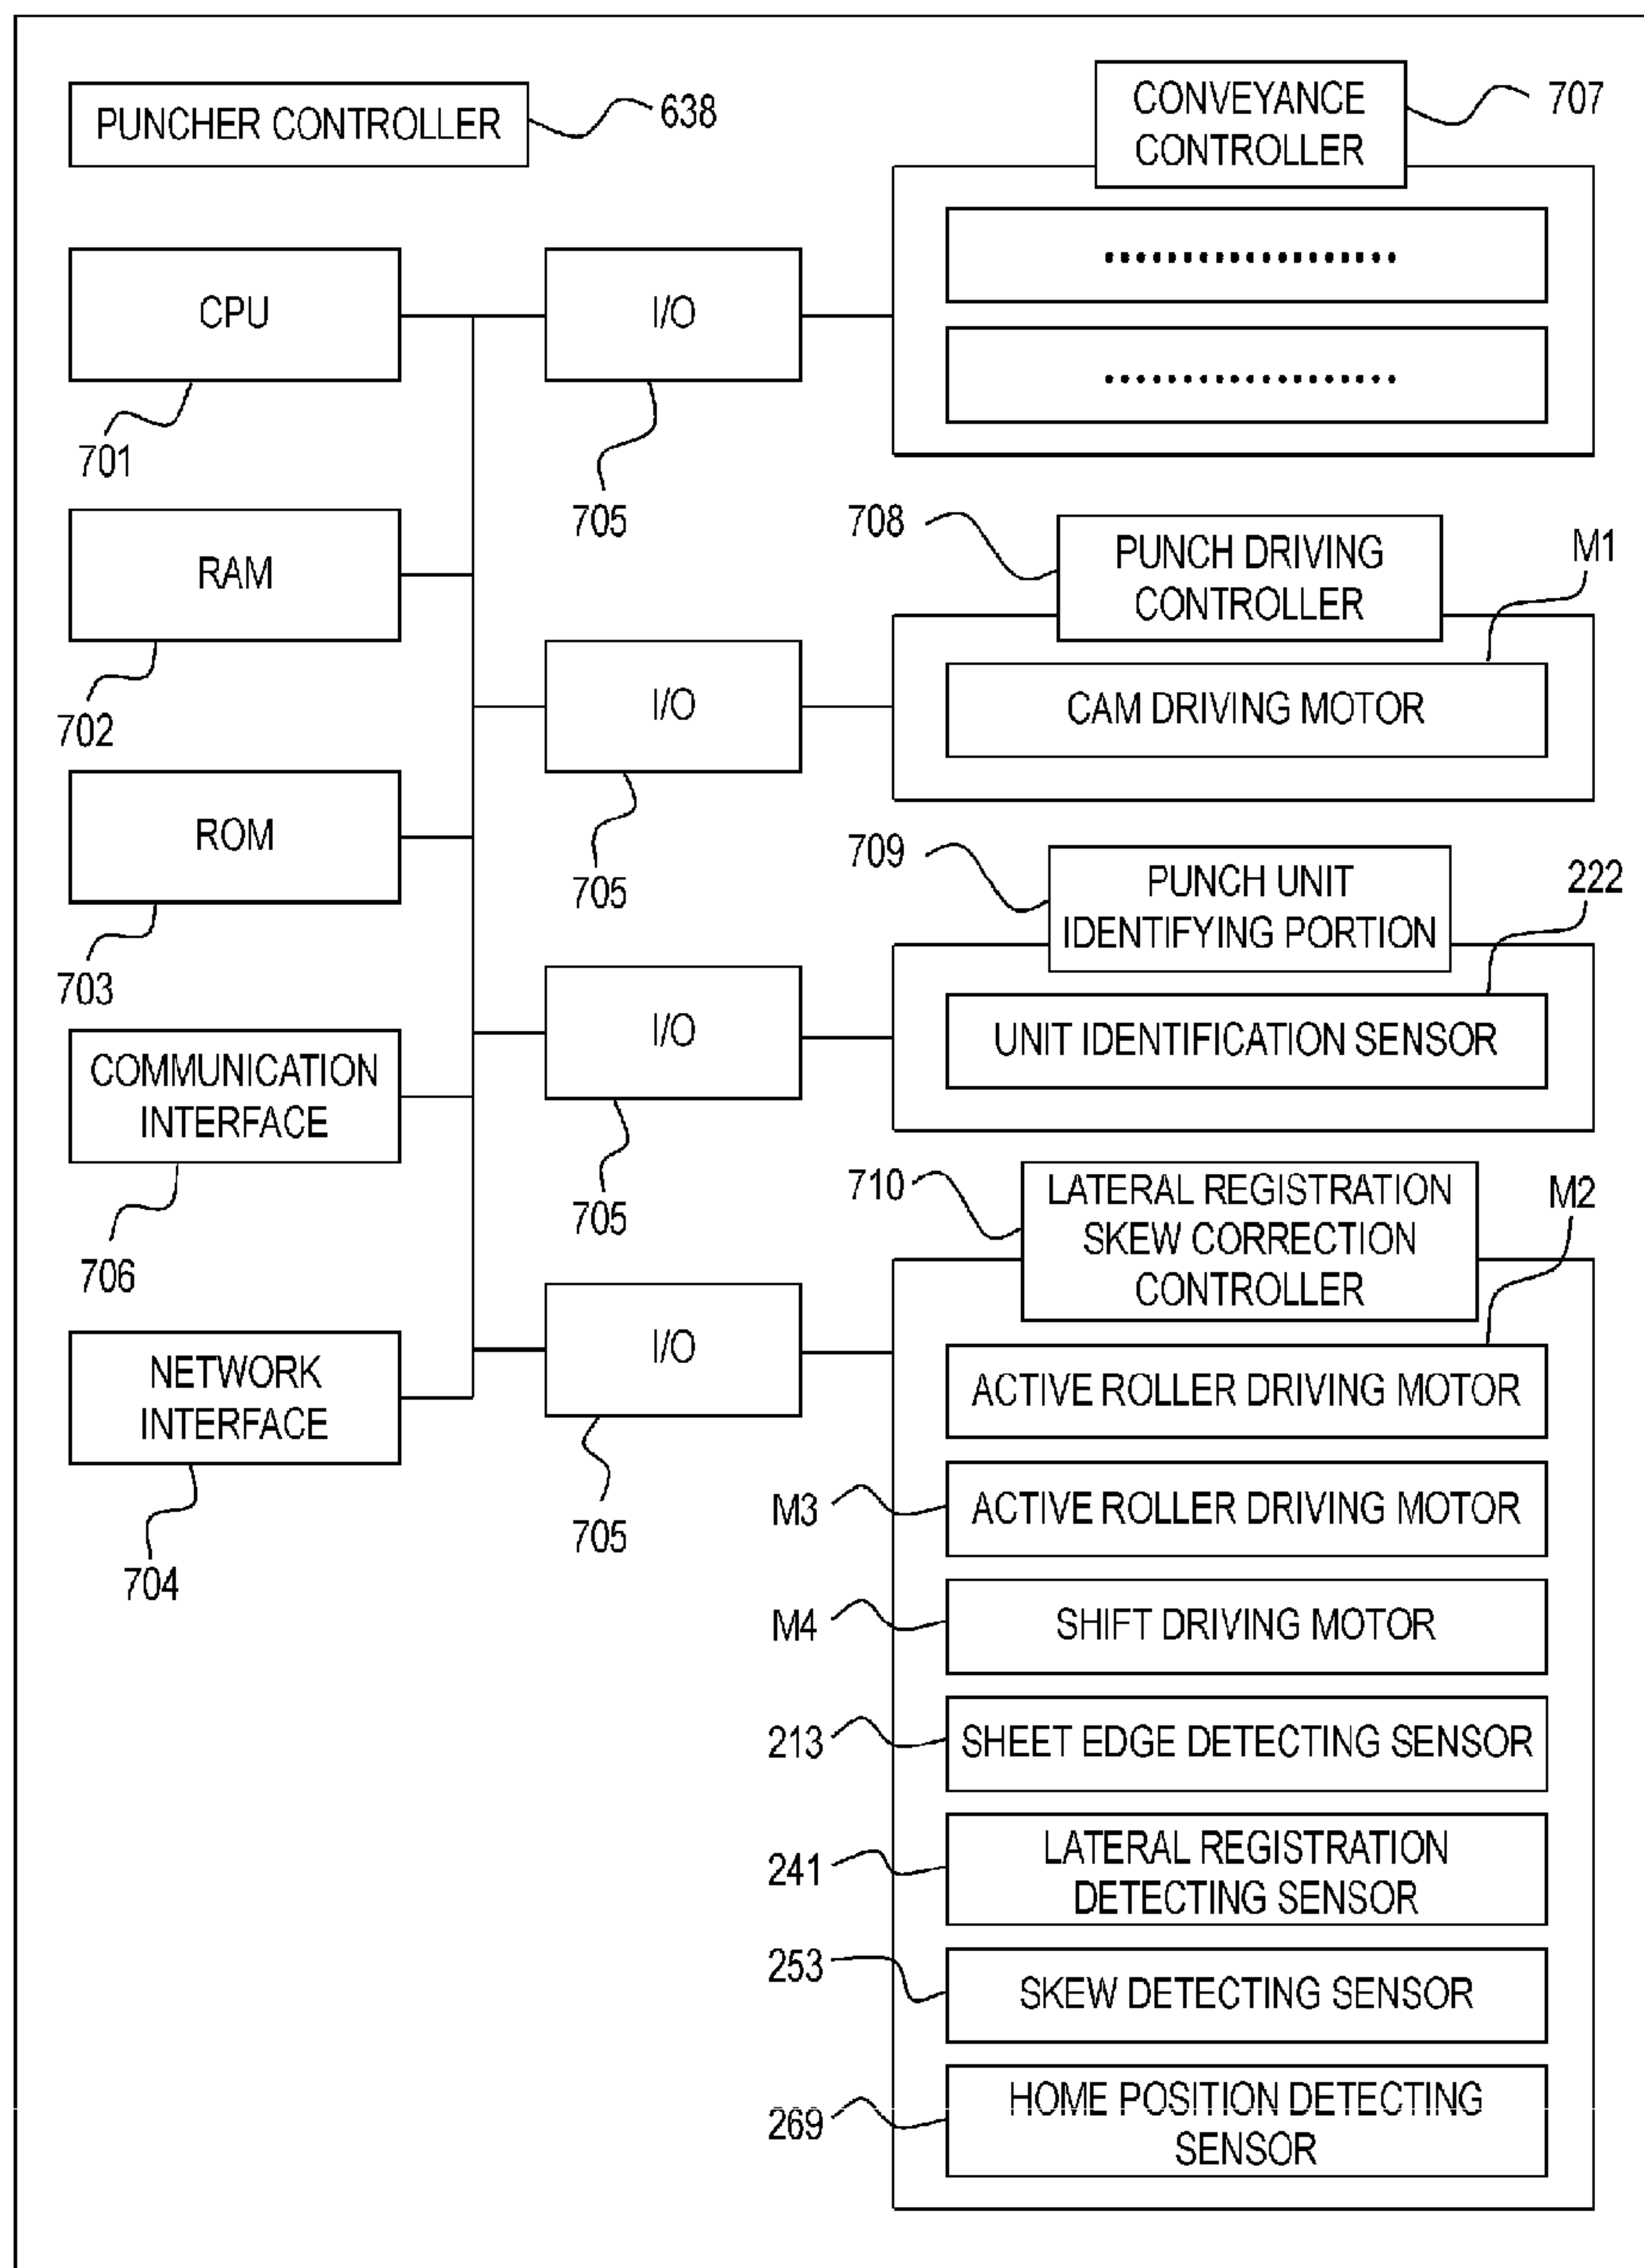 PUNCHER CONTROLLER
638
CONVEYANCE
CONTROLLER
707
CPU
701
I/O
705
...................
...................
RAM
702
708
PUNCH DRIVING
CONTROLLER
M1
I/O
705
CAM DRIVING MOTOR
ROM
703
709
PUNCH UNIT
IDENTIFYING PORTION
222
I/O
705
UNIT IDENTIFICATION SENSOR
COMMUNICATION
INTERFACE
706
710
LATERAL REGISTRATION
SKEW CORRECTION
CONTROLLER
M2
I/O
705
NETWORK
INTERFACE
704
ACTIVE ROLLER DRIVING MOTOR
M3
ACTIVE ROLLER DRIVING MOTOR
M4
SHIFT DRIVING MOTOR
213
SHEET EDGE DETECTING SENSOR
241
LATERAL REGISTRATION
DETECTING SENSOR
253
SKEW DETECTING SENSOR
269
HOME POSITION DETECTING
SENSOR